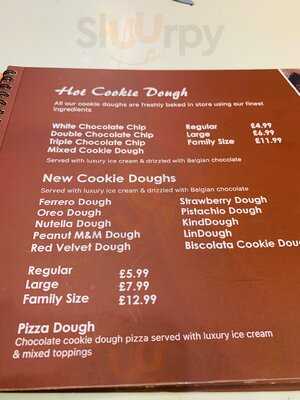 Slurpy
Hot Cookie Dough
All our cookie doughs are freshly baked in store using our finest
ingredients
White Chocolate Chip Regular £4.99
Double Chocolate Chip Large £6.99
Triple Chocolate Chip Family Size £11.99
Mixed Cookie Dough
Served with luxury ice cream & drizzled with Belgian chocolate
New Cookie Doughs
Served with luxury ice cream & drizzled with Belgian chocolate
Ferrero Dough Strawberry Dough
Oreo Dough Pistachio Dough
Nutella Dough KindDough
Peanut M&M Dough LinDough
Red Velvet Dough Biscolata Cookie Dou
Regular £5.99
Large £7.99
Family Size £12.99
Pizza Dough
Chocolate cookie dough pizza served with luxury ice cream
& mixed toppings